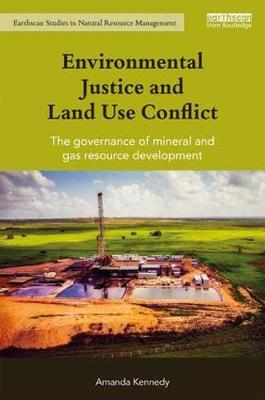 Earthscan Studies in Natural Resource Management
earthscan
from Routledge
Environmental
Justice and
Land Use Conflict
The governance of mineral and
gas resource development
Amanda Kennedy